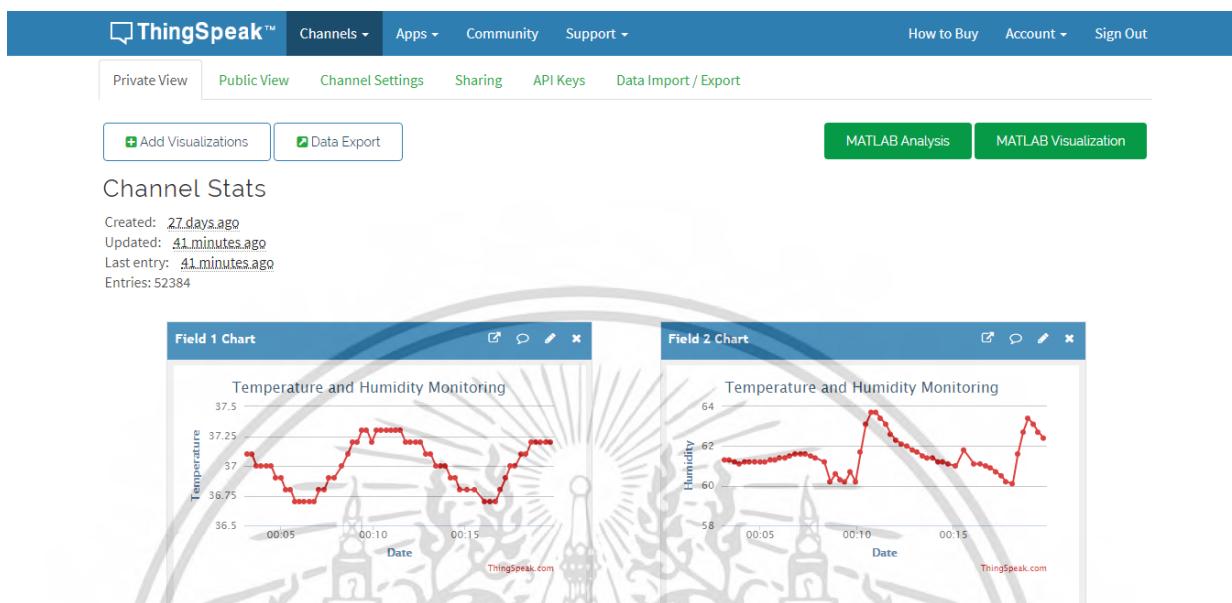 ThingSpeak™ Channels Apps Community Support How to Buy Account Sign Out
Private View Public View Channel Settings Sharing API Keys Data Import / Export
Add Visualizations Data Export MATLAB Analysis MATLAB Visualization
Channel Stats
Created: 27 days ago
Updated: 41 minutes ago
Last entry: 41 minutes ago
Entries: 52384
Field 1 Chart
Temperature and Humidity Monitoring
Temperature
37.5
37.25
37
36.75
36.5
00:05 00:10 00:15
Date
ThingSpeak.com
Field 2 Chart
Temperature and Humidity Monitoring
Humidity
64
62
60
58
00:05 00:10 00:15
Date
ThingSpeak.com